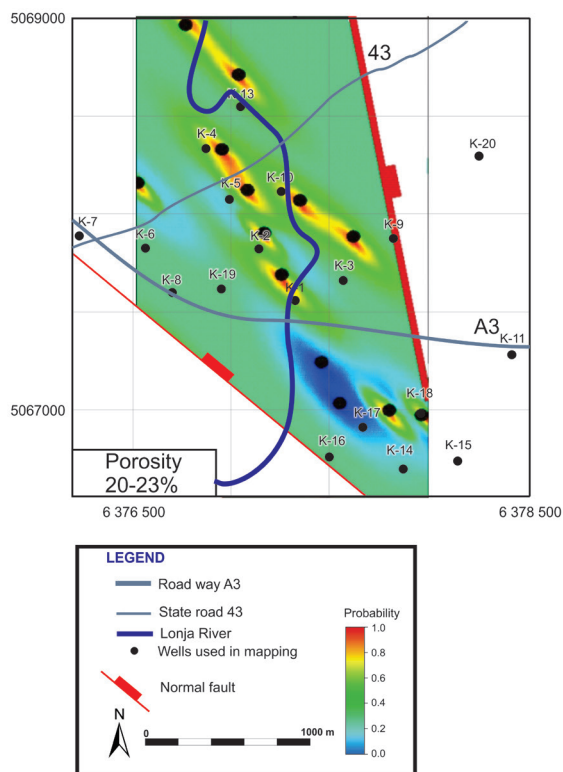 5069000
43
K-13
K-4
K-20
K-10
K-5
K-7
K-9
K-6
K-2
K-3
K-8
K-19
K-1
A3
K-11
K-18
5067000
K-17
K-16
K-14
K-15
Porosity
20-23%
6 376 500
6 378 500
LEGEND
Road way A3
State road 43
Lonja River
Wells used in mapping
Normal fault
Probability
1.0
0.8
0.6
0.4
0.2
0.0
N
0
1000 m